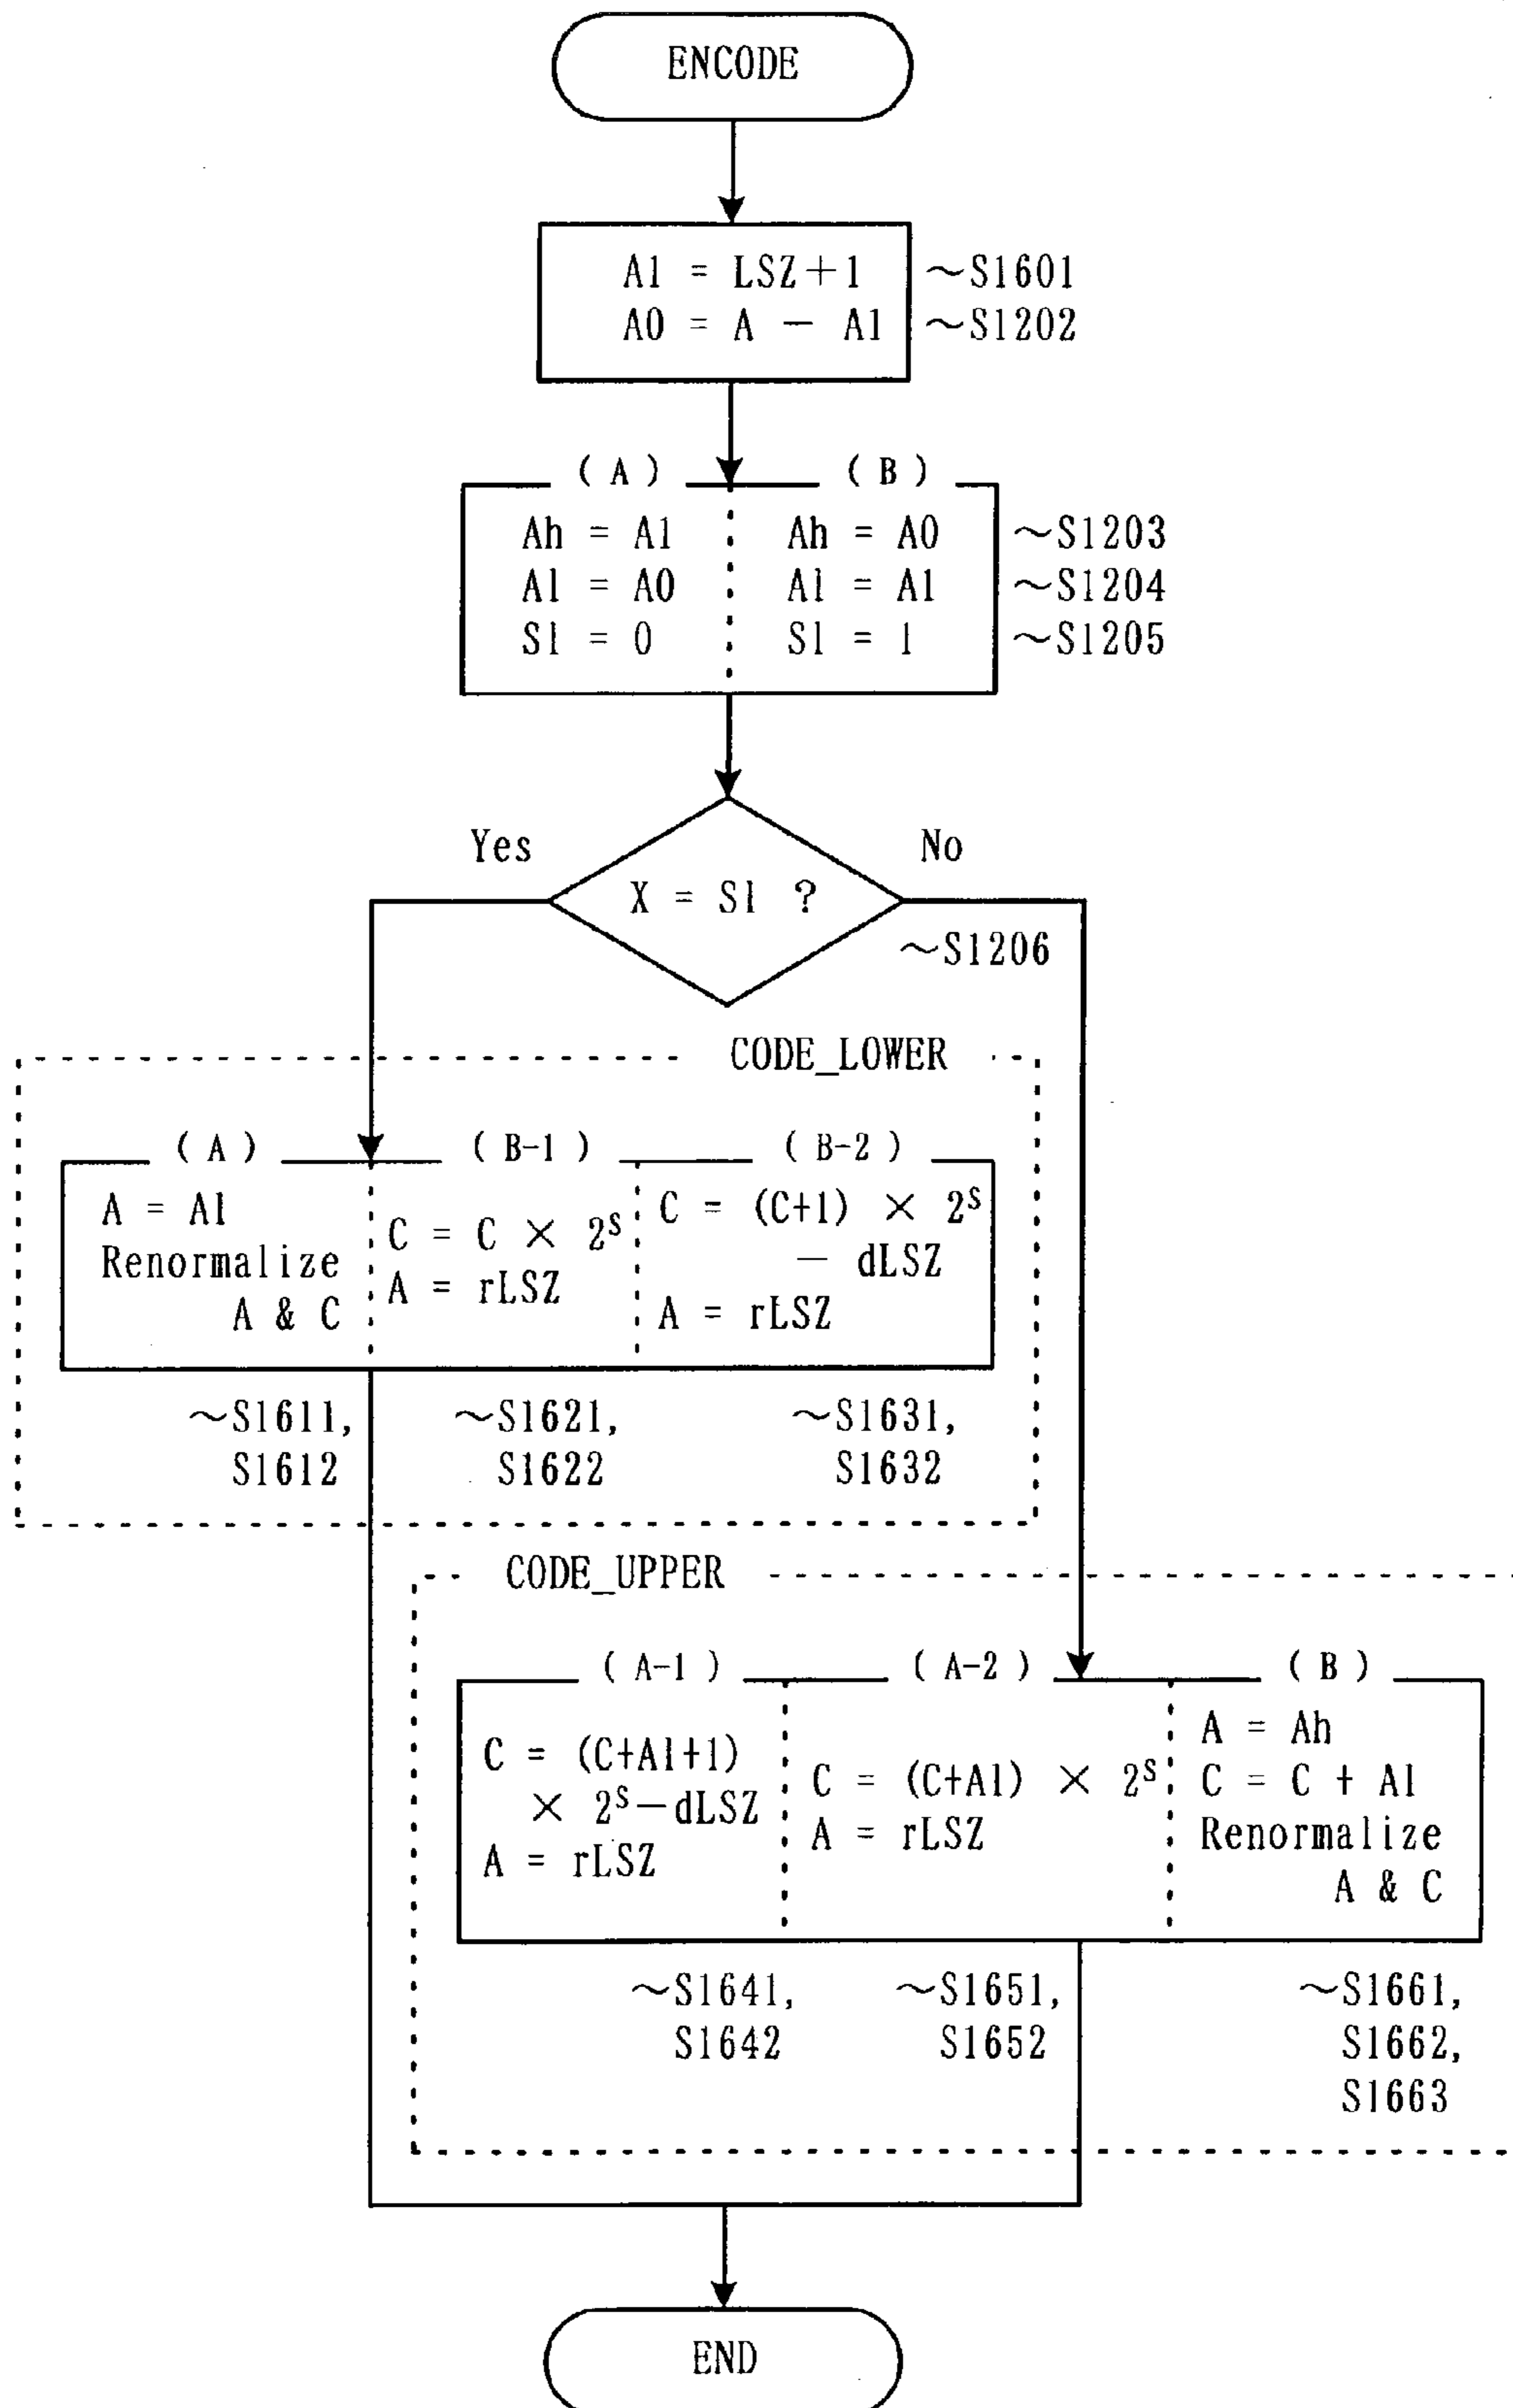 ENCODE
A1 = LSZ+1 ~S1601
A0 = A − A1 ~S1202
( A ) ( B )
Ah = A1 Ah = A0 ~S1203
Al = A0 Al = A1 ~S1204
Sl = 0 Sl = 1 ~S1205
Yes No
X = Sl ?
~S1206
CODE_LOWER
( A ) ( B-1 ) ( B-2 )
A = Al
Renormalize
A & C
C = C × 2^S
A = rLSZ
C = (C+1) × 2^S
− dLSZ
A = rLSZ
~S1611, ~S1621, ~S1631,
S1612 S1622 S1632
CODE_UPPER
( A-1 ) ( A-2 ) ( B )
C = (C+Al+1)
× 2^S−dLSZ
A = rLSZ
C = (C+Al) × 2^S
A = rLSZ
A = Ah
C = C + Al
Renormalize
A & C
~S1641, ~S1651, ~S1661,
S1642 S1652 S1662,
S1663
END